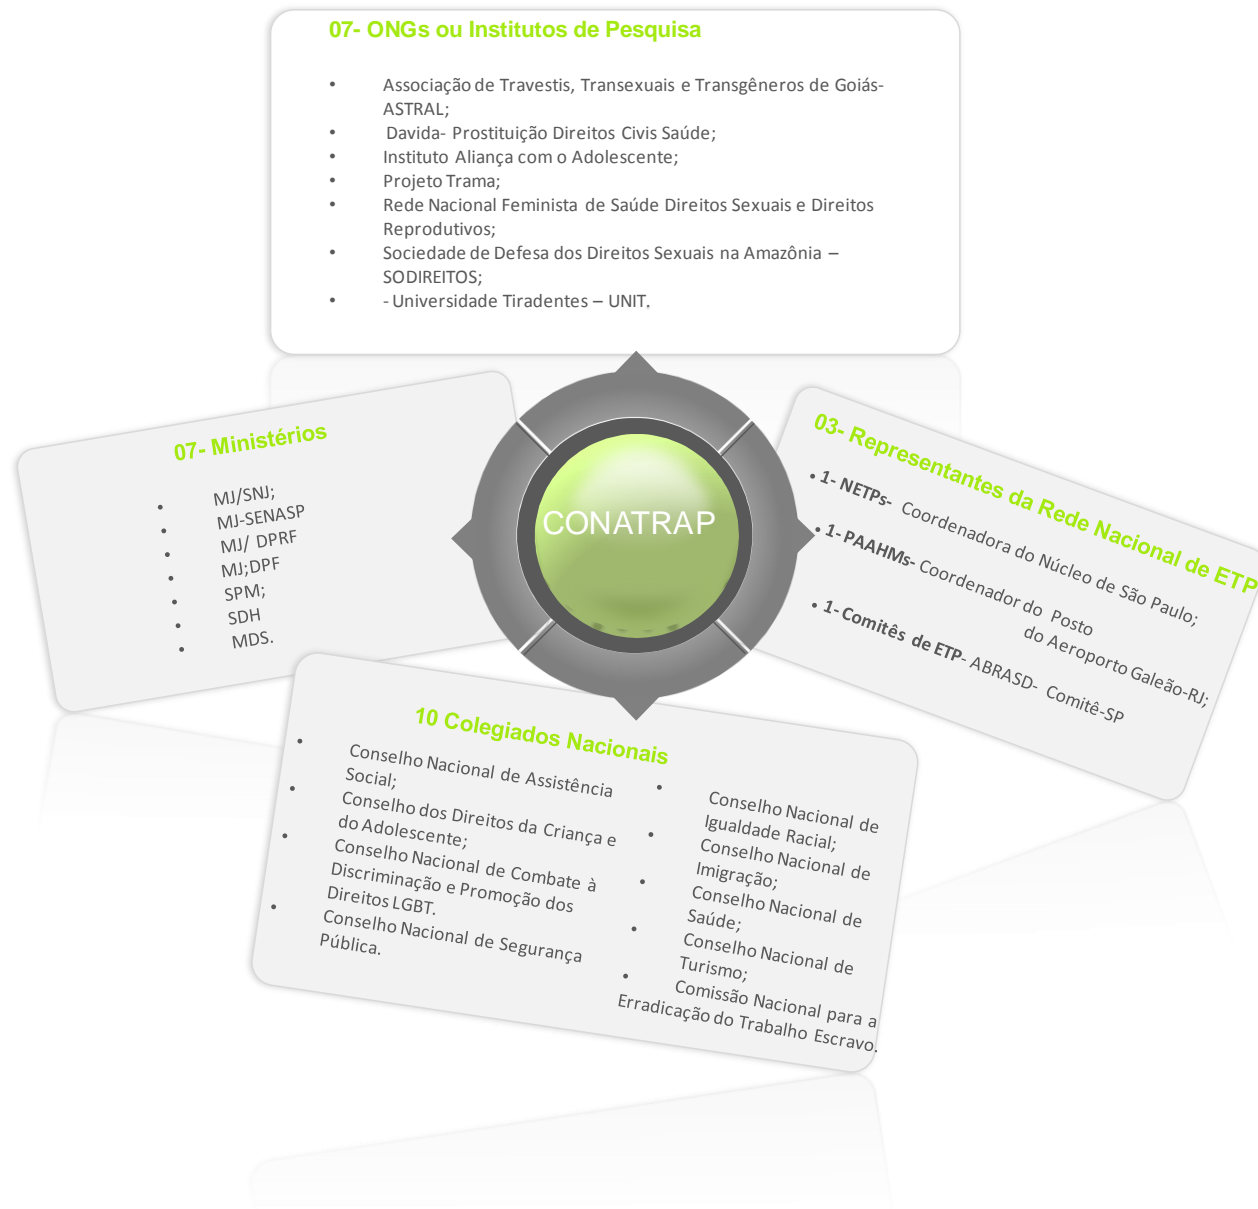 07- ONGs ou Institutos de Pesquisa
• Associação de Travestis, Transexuais e Transgêneros de Goiás-
ASTRAL;
• Davida- Prostituição Direitos Civis Saúde;
• Instituto Aliança com o Adolescente;
• Projeto Trama;
• Rede Nacional Feminista de Saúde Direitos Sexuais e Direitos
Reprodutivos;
• Sociedade de Defesa dos Direitos Sexuais na Amazônia –
SODIREITOS;
• - Universidade Tiradentes – UNIT.
07- Ministérios
• MJ/SNJ;
• MJ-SENASP
• MJ/ DPRF
• MJ;DPF
• SPM;
• SDH
• MDS.
CONATRAP
03- Representantes da Rede Nacional de ETP
• 1- NETPs- Coordenadora do Núcleo de São Paulo;
• 1- PAAHMs- Coordenador do Posto
do Aeroporto Galeão-RJ;
• 1- Comitês de ETP- ABRASD- Comitê-SP
10 Colegiados Nacionais
• Conselho Nacional de Assistência
Social;
• Conselho dos Direitos da Criança e
do Adolescente;
• Conselho Nacional de Combate à
Discriminação e Promoção dos
Direitos LGBT.
• Conselho Nacional de Segurança
Pública.
• Conselho Nacional de
Igualdade Racial;
• Conselho Nacional de
Imigração;
• Conselho Nacional de
Saúde;
• Conselho Nacional de
Turismo;
• Comissão Nacional para a
Erradicação do Trabalho Escravo.